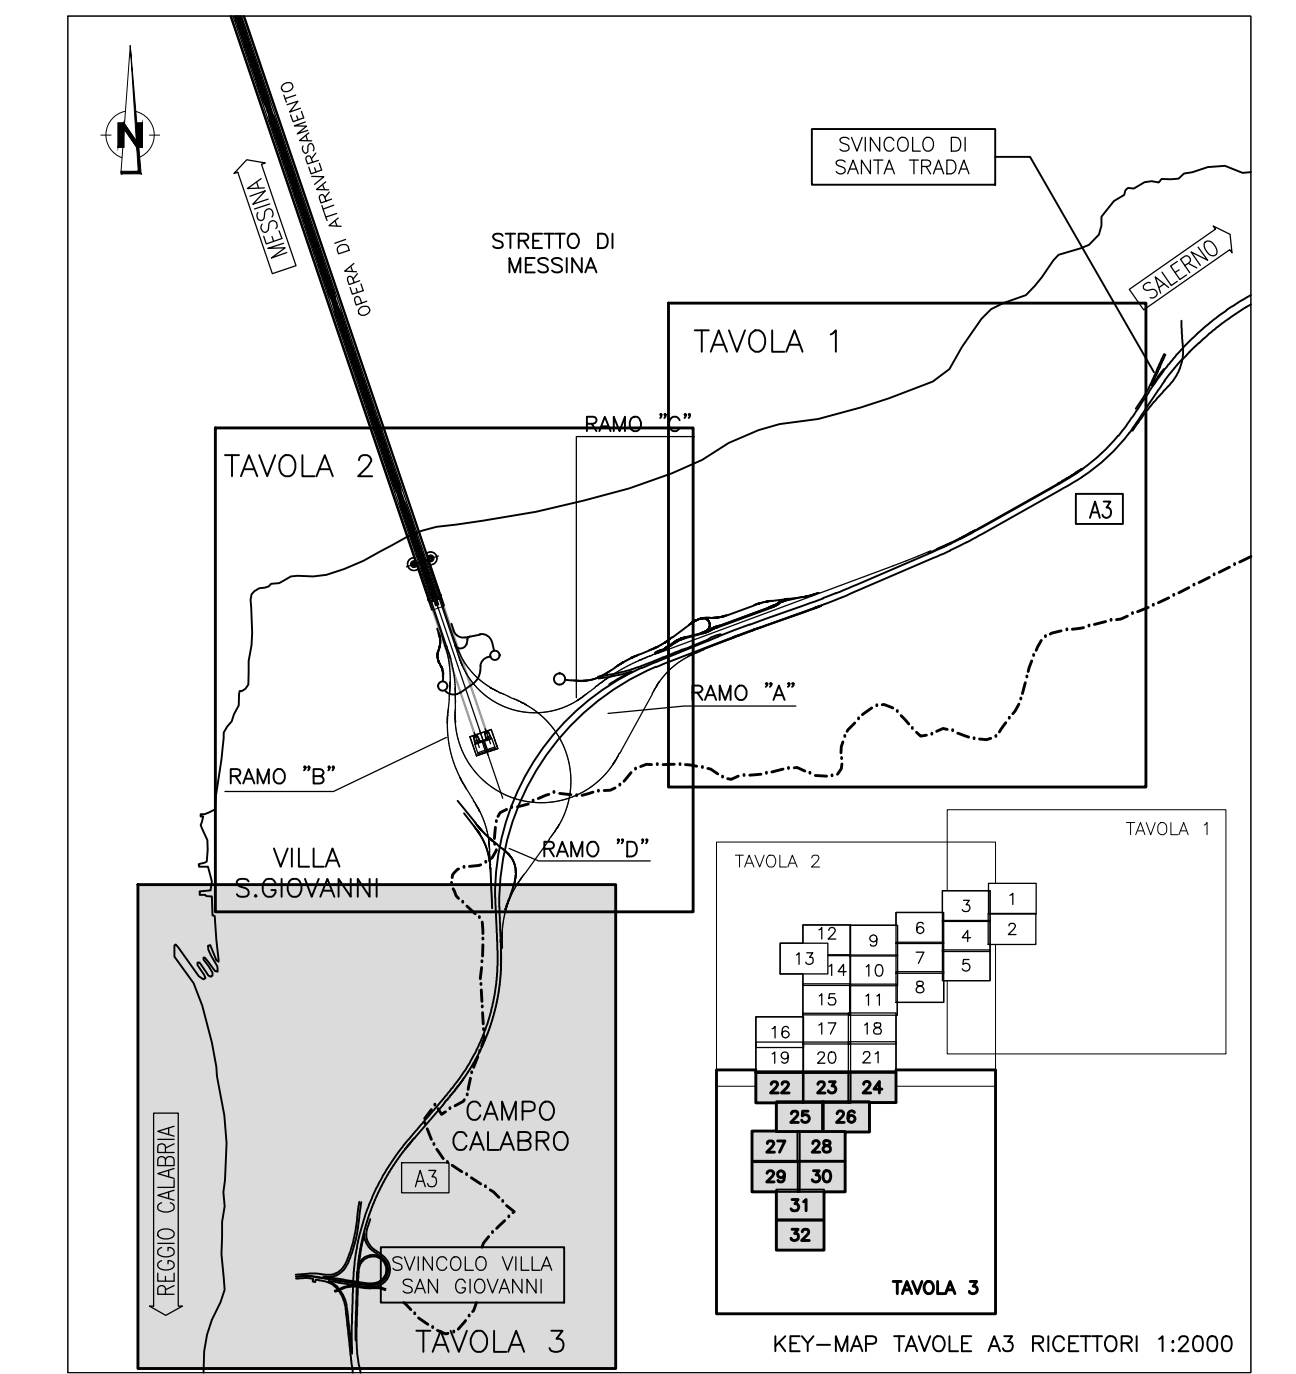 N
MESSINA
OPERA DI ATTRAVERSAMENTO
STRETTO DI
MESSINA
SVINCOLO DI
SANTA TRADA
SALERNO
TAVOLA 1
RAMO "C"
TAVOLA 2
A3
RAMO "A"
RAMO "B"
RAMO "D"
VILLA
S.GIOVANNI
CAMPO
CALABRO
A3
REGGIO CALABRIA
SVINCOLO VILLA
SAN GIOVANNI
TAVOLA 3
TAVOLA 1
TAVOLA 2
1
3
2
4
5
6
7
8
12
9
13
14
10
15
11
16
17
18
19
20
21
22
23
24
25
26
27
28
29
30
31
32
TAVOLA 3
KEY-MAP TAVOLE A3 RICETTORI 1:2000